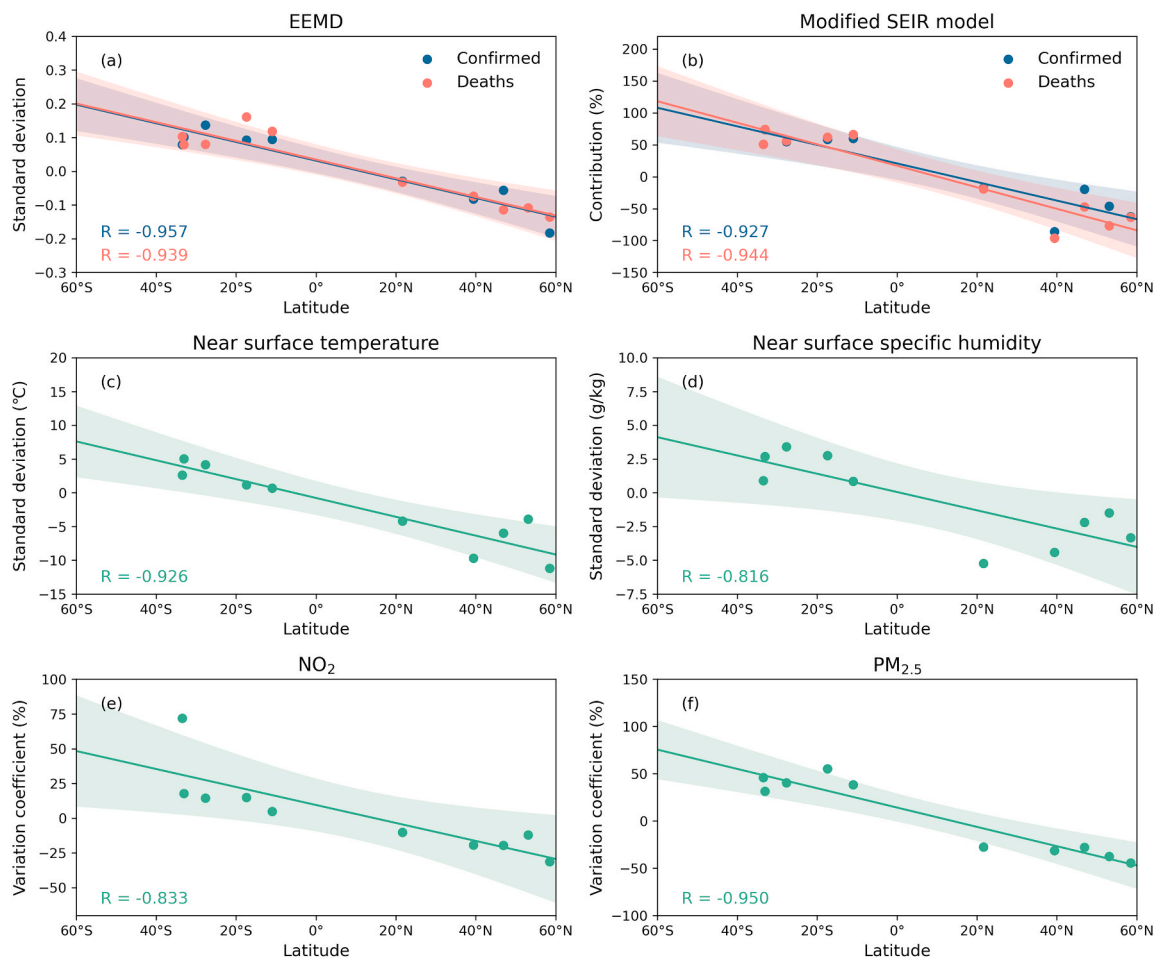 EEMD
Modified SEIR model
(a)
Confirmed
Deaths
R = -0.957
R = -0.939
Standard deviation
0.4
0.3
0.2
0.1
0.0
−0.1
−0.2
−0.3
60°S 40°S 20°S 0° 20°N 40°N 60°N
Latitude
(b)
Confirmed
Deaths
R = -0.927
R = -0.944
Contribution (%)
200
150
100
50
0
−50
−100
−150
60°S 40°S 20°S 0° 20°N 40°N 60°N
Latitude
Near surface temperature
(c)
R = -0.926
Standard deviation (℃)
20
15
10
5
0
−5
−10
−15
60°S 40°S 20°S 0° 20°N 40°N 60°N
Latitude
Near surface specific humidity
(d)
R = -0.816
Standard deviation (g/kg)
10.0
7.5
5.0
2.5
0.0
−2.5
−5.0
−7.5
60°S 40°S 20°S 0° 20°N 40°N 60°N
Latitude
NO₂
(e)
R = -0.833
Variation coefficient (%)
100
75
50
25
0
−25
−50
60°S 40°S 20°S 0° 20°N 40°N 60°N
Latitude
PM₂.₅
(f)
R = -0.950
Variation coefficient (%)
150
100
50
0
−50
−100
60°S 40°S 20°S 0° 20°N 40°N 60°N
Latitude